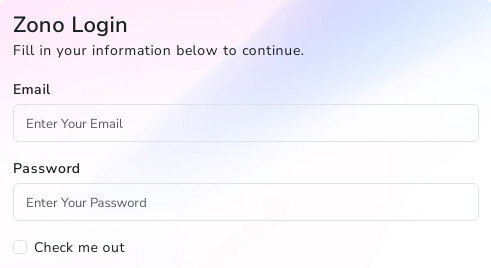 Zono Login
Fill in your information below to continue.
Email
Enter Your Email
Password
Enter Your Password
Check me out